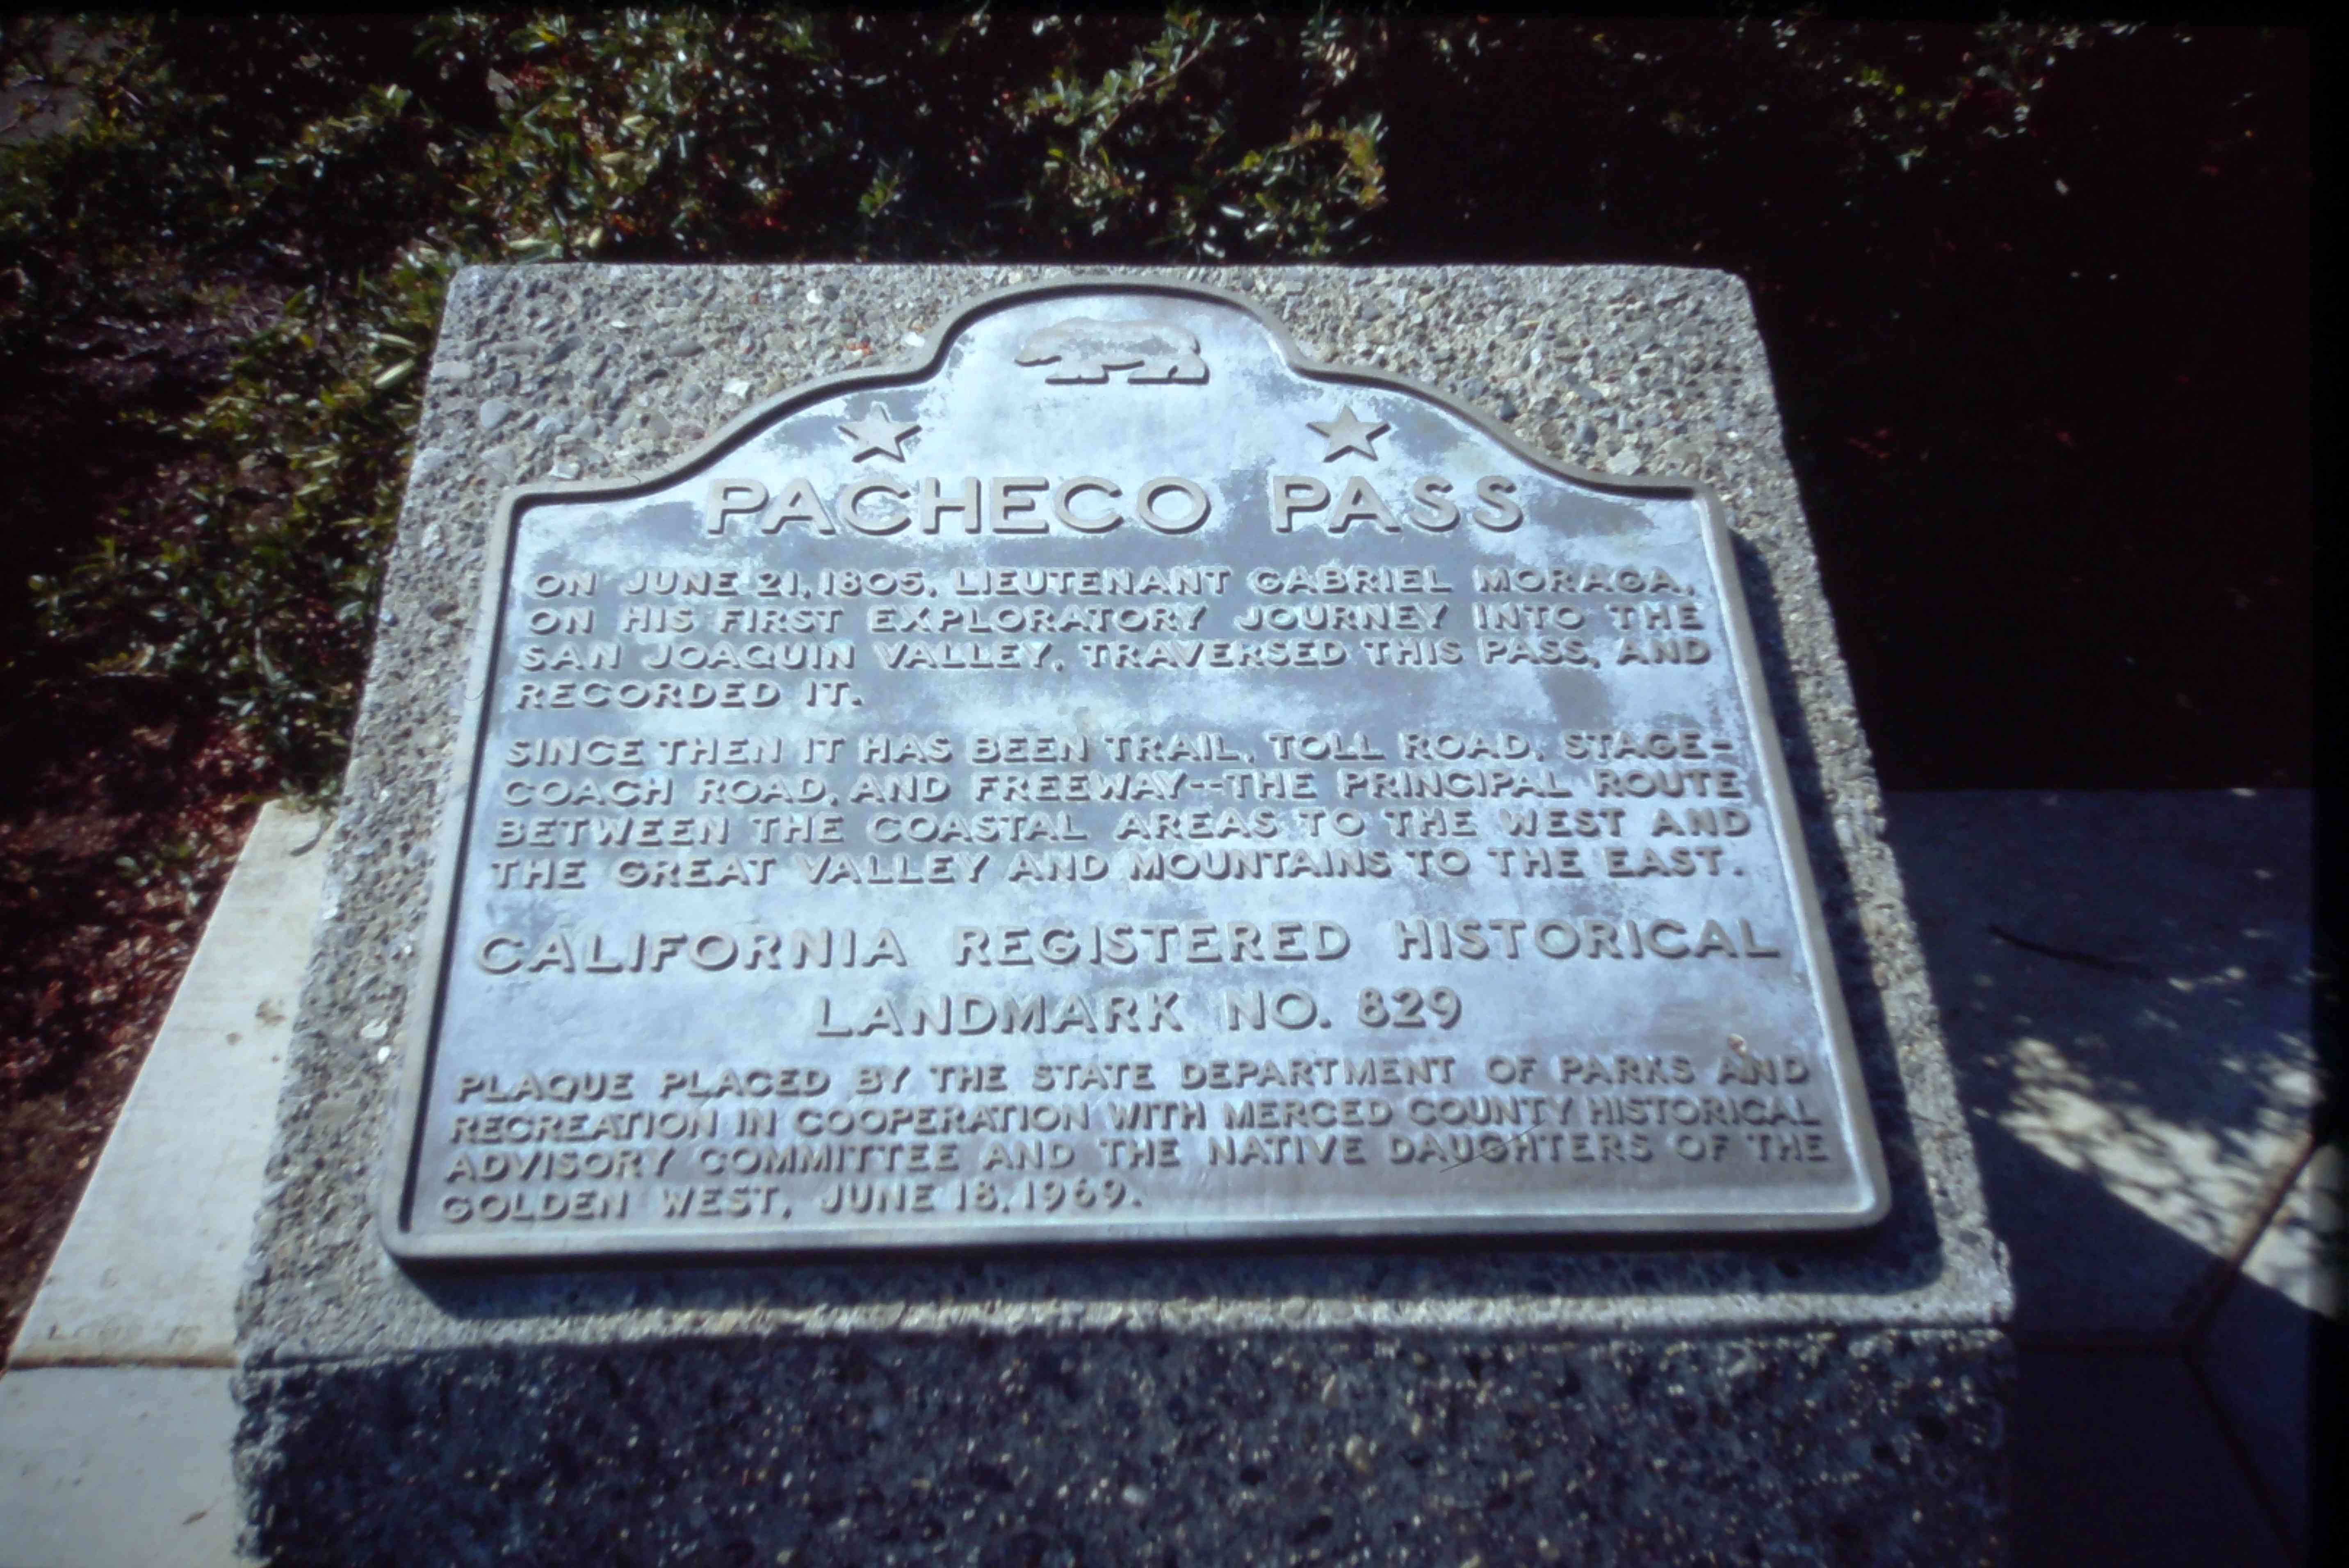 PACHECO PASS
ON JUNE 21, 1805, LIEUTENANT GABRIEL MORAGA,
ON HIS FIRST EXPLORATORY JOURNEY INTO THE
SAN JOAQUIN VALLEY, TRAVERSED THIS PASS, AND
RECORDED IT.
SINCE THEN IT HAS BEEN TRAIL, TOLL ROAD, STAGE-
COACH ROAD, AND FREEWAY--THE PRINCIPAL ROUTE
BETWEEN THE COASTAL AREAS TO THE WEST AND
THE GREAT VALLEY AND MOUNTAINS TO THE EAST.
CALIFORNIA REGISTERED HISTORICAL
LANDMARK NO. 829
PLAQUE PLACED BY THE STATE DEPARTMENT OF PARKS AND
RECREATION IN COOPERATION WITH MERCED COUNTY HISTORICAL
ADVISORY COMMITTEE AND THE NATIVE DAUGHTERS OF THE
GOLDEN WEST, JUNE 18, 1969.